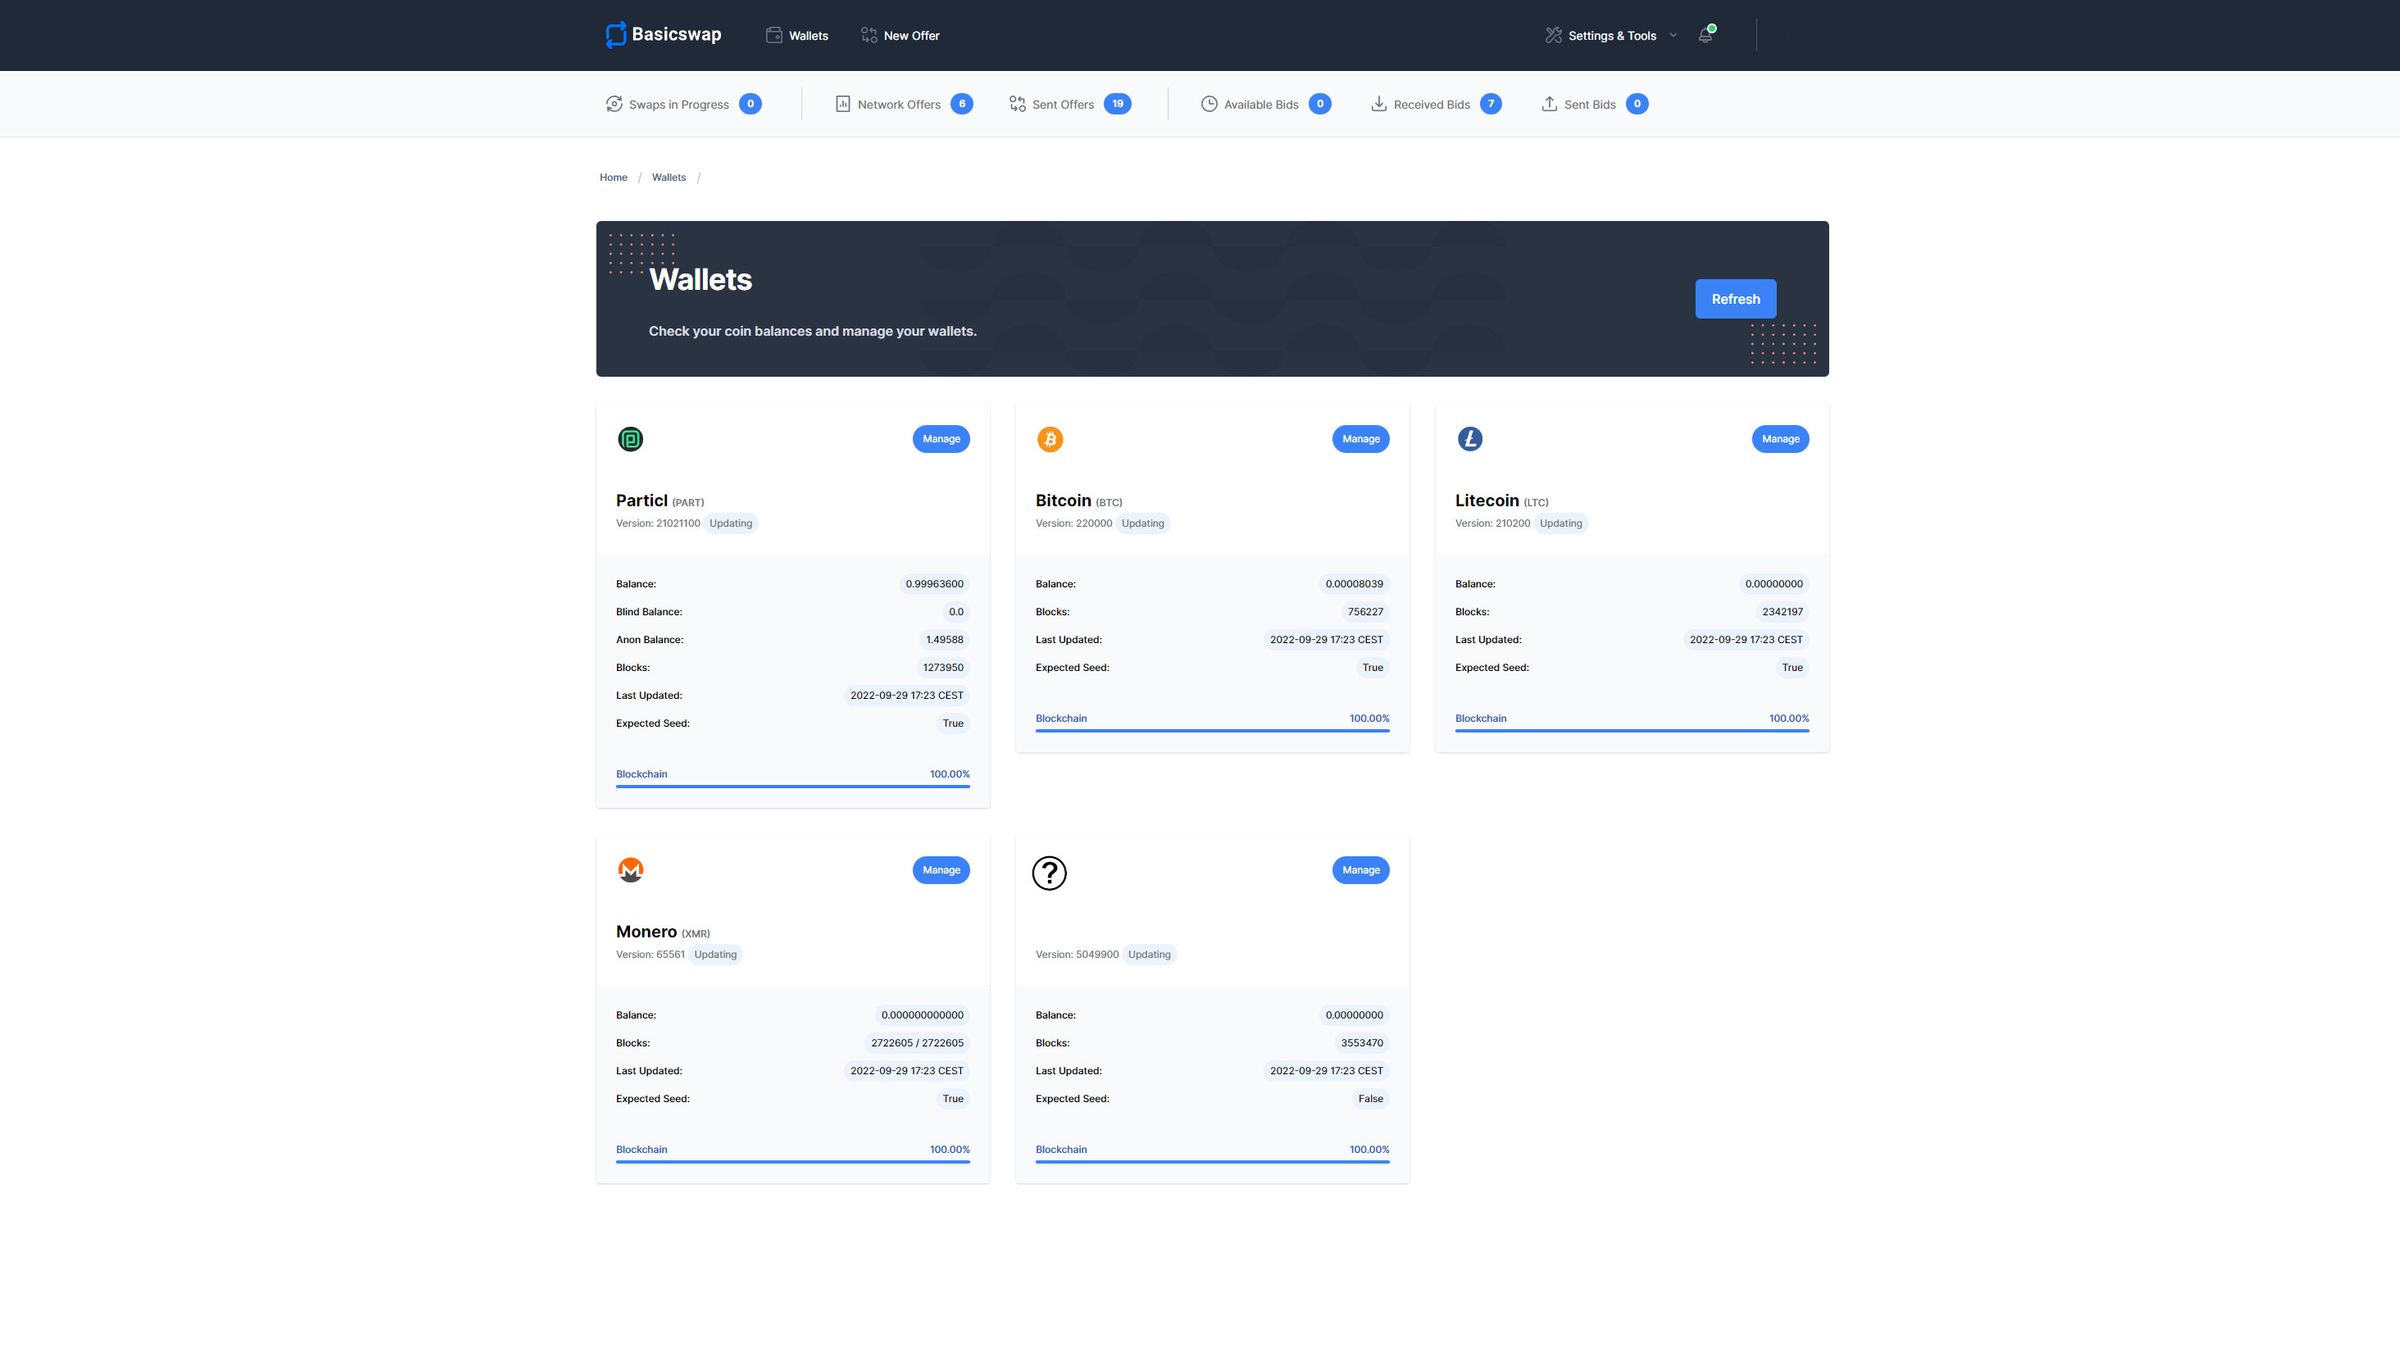 Basicswap Wallets New Offer Settings & Tools
Swaps in Progress 0 Network Offers 6 Sent Offers 19 Available Bids 0 Received Bids 7 Sent Bids 0
Home / Wallets /
Wallets
Refresh
Check your coin balances and manage your wallets.
Manage
Particl (PART)
Version: 21021100 Updating
Balance: 0.99963600
Blind Balance: 0.0
Anon Balance: 1.49588
Blocks: 1273950
Last Updated: 2022-09-29 17:23 CEST
Expected Seed: True
Blockchain 100.00%
Manage
Bitcoin (BTC)
Version: 220000 Updating
Balance: 0.00008039
Blocks: 756227
Last Updated: 2022-09-29 17:23 CEST
Expected Seed: True
Blockchain 100.00%
Manage
Litecoin (LTC)
Version: 210200 Updating
Balance: 0.00000000
Blocks: 2342197
Last Updated: 2022-09-29 17:23 CEST
Expected Seed: True
Blockchain 100.00%
Manage
Monero (XMR)
Version: 65561 Updating
Balance: 0.000000000000
Blocks: 2722605 / 2722605
Last Updated: 2022-09-29 17:23 CEST
Expected Seed: True
Blockchain 100.00%
?
Manage
Version: 5049900 Updating
Balance: 0.00000000
Blocks: 3553470
Last Updated: 2022-09-29 17:23 CEST
Expected Seed: False
Blockchain 100.00%